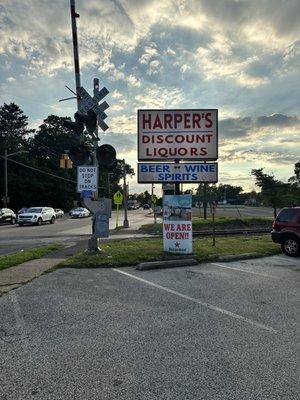 HARPER'S
DISCOUNT
LIQUORS
BEER - WINE
SPIRITS
DO NOT
STOP
ON
TRACKS
WE ARE
OPEN!!